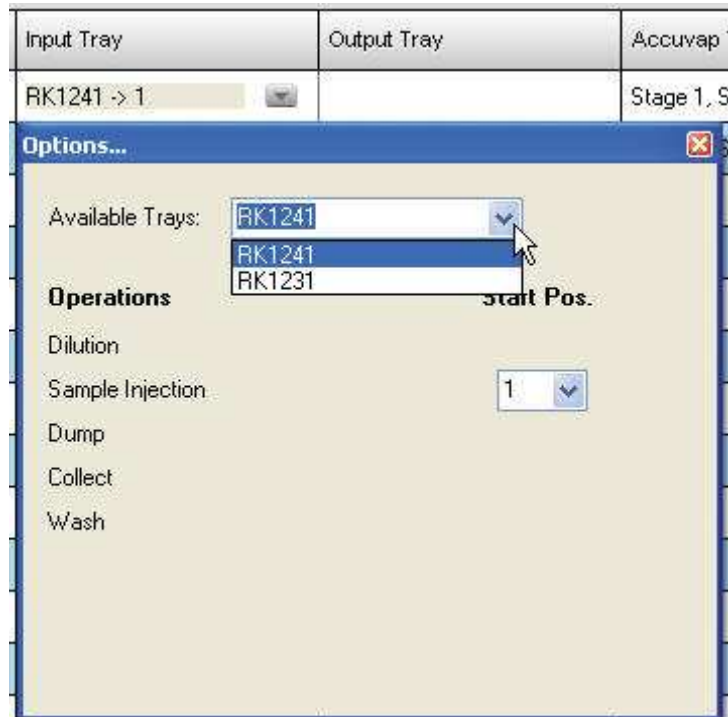 Input Tray Output Tray Accuvap
RK1241 -> 1 Stage 1, S
Options...
Available Trays: RK1241
RK1241
RK1231
Operations Start Pos.
Dilution
Sample Injection 1
Dump
Collect
Wash